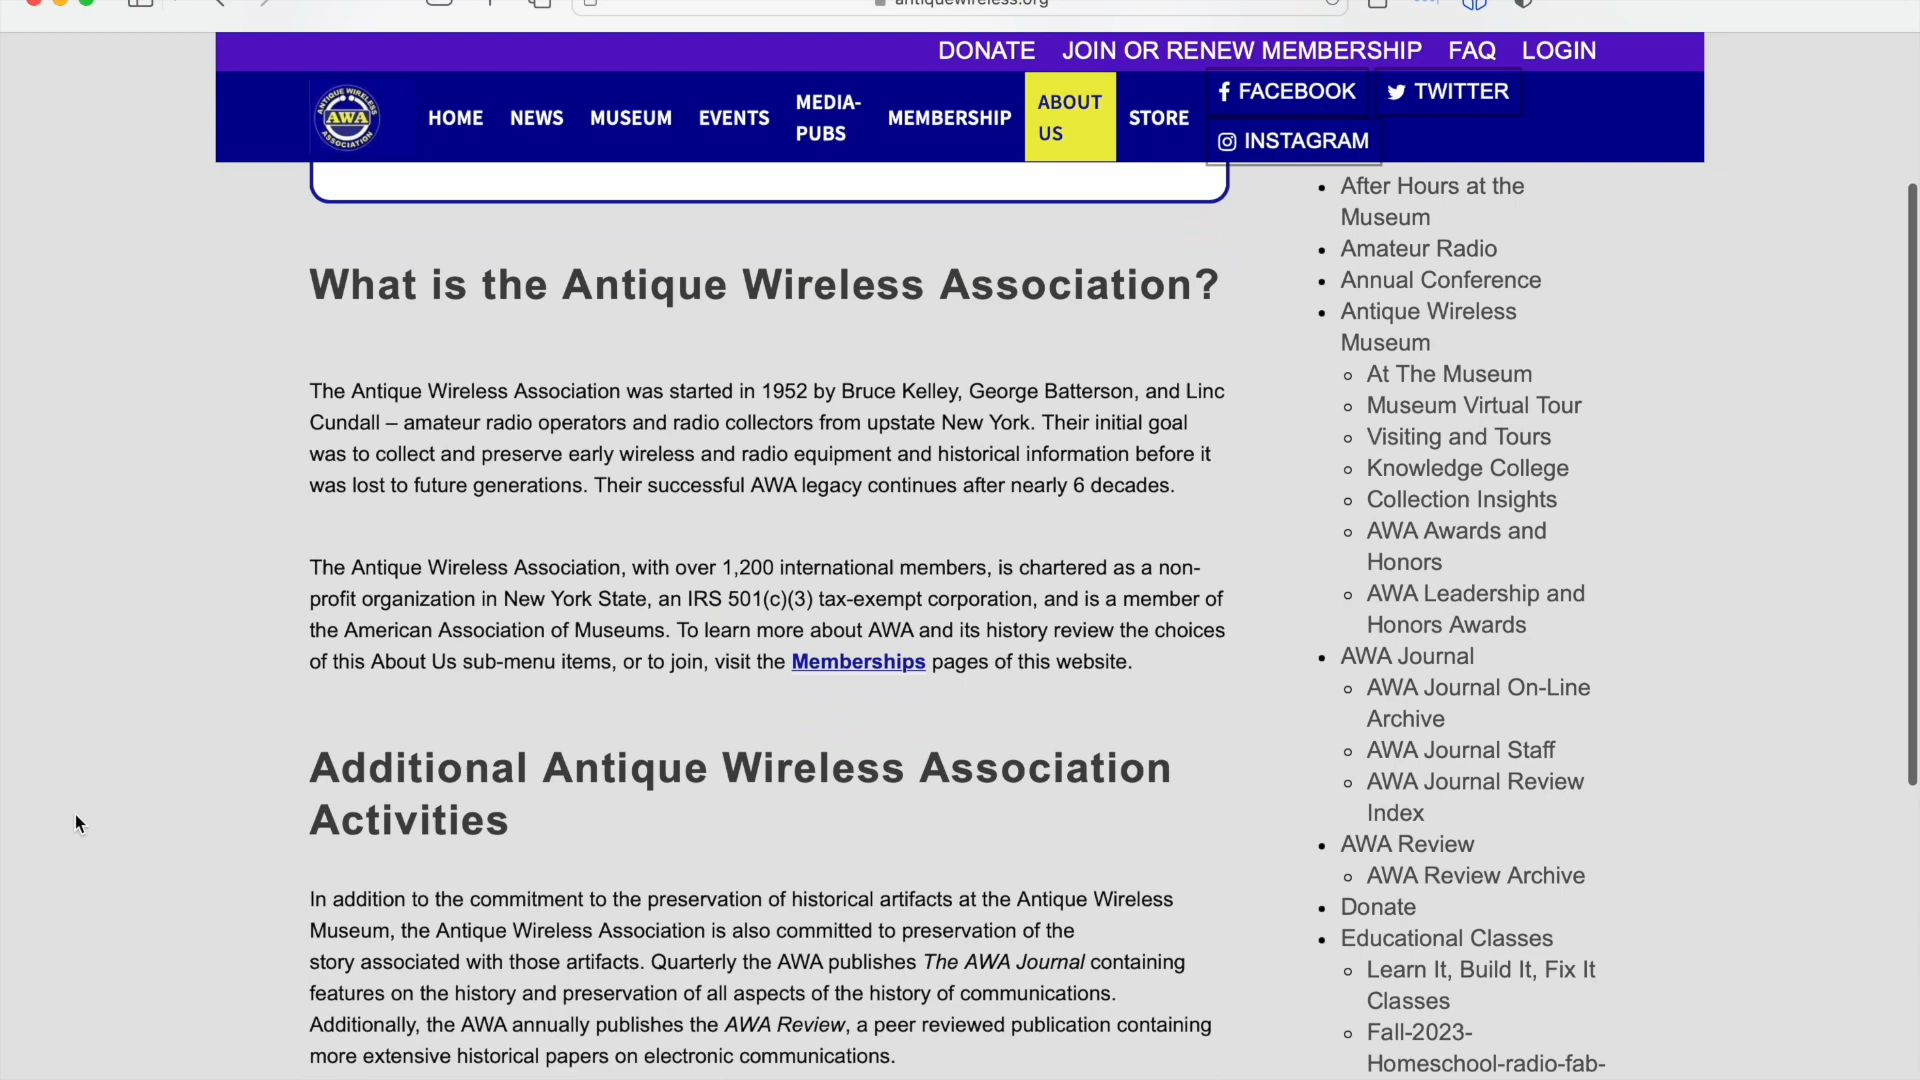 antiquewireless.org
DONATE JOIN OR RENEW MEMBERSHIP FAQ LOGIN
ANTIQUE WIRELESS
AWA
ASSOCIATION
HOME NEWS MUSEUM EVENTS MEDIA-
PUBS MEMBERSHIP ABOUT
US STORE
FACEBOOK TWITTER
INSTAGRAM
What is the Antique Wireless Association?
The Antique Wireless Association was started in 1952 by Bruce Kelley, George Batterson, and Linc
Cundall – amateur radio operators and radio collectors from upstate New York. Their initial goal
was to collect and preserve early wireless and radio equipment and historical information before it
was lost to future generations. Their successful AWA legacy continues after nearly 6 decades.
The Antique Wireless Association, with over 1,200 international members, is chartered as a non-
profit organization in New York State, an IRS 501(c)(3) tax-exempt corporation, and is a member of
the American Association of Museums. To learn more about AWA and its history review the choices
of this About Us sub-menu items, or to join, visit the Memberships pages of this website.
Additional Antique Wireless Association
Activities
In addition to the commitment to the preservation of historical artifacts at the Antique Wireless
Museum, the Antique Wireless Association is also committed to preservation of the
story associated with those artifacts. Quarterly the AWA publishes The AWA Journal containing
features on the history and preservation of all aspects of the history of communications.
Additionally, the AWA annually publishes the AWA Review, a peer reviewed publication containing
more extensive historical papers on electronic communications.
After Hours at the
Museum
Amateur Radio
Annual Conference
Antique Wireless
Museum
At The Museum
Museum Virtual Tour
Visiting and Tours
Knowledge College
Collection Insights
AWA Awards and
Honors
AWA Leadership and
Honors Awards
AWA Journal
AWA Journal On-Line
Archive
AWA Journal Staff
AWA Journal Review
Index
AWA Review
AWA Review Archive
Donate
Educational Classes
Learn It, Build It, Fix It
Classes
Fall-2023-
Homeschool-radio-fab-